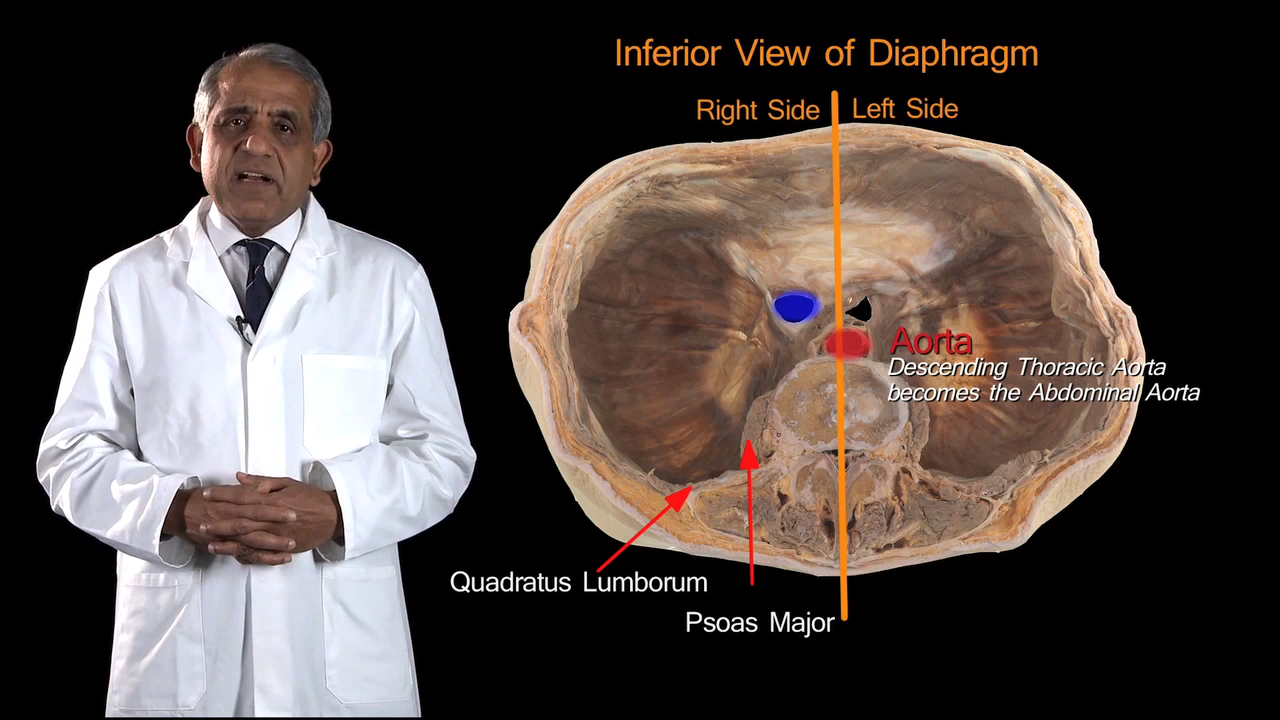 Inferior View of Diaphragm
Right Side
Left Side
Aorta
Descending Thoracic Aorta
becomes the Abdominal Aorta
Quadratus Lumborum
Psoas Major